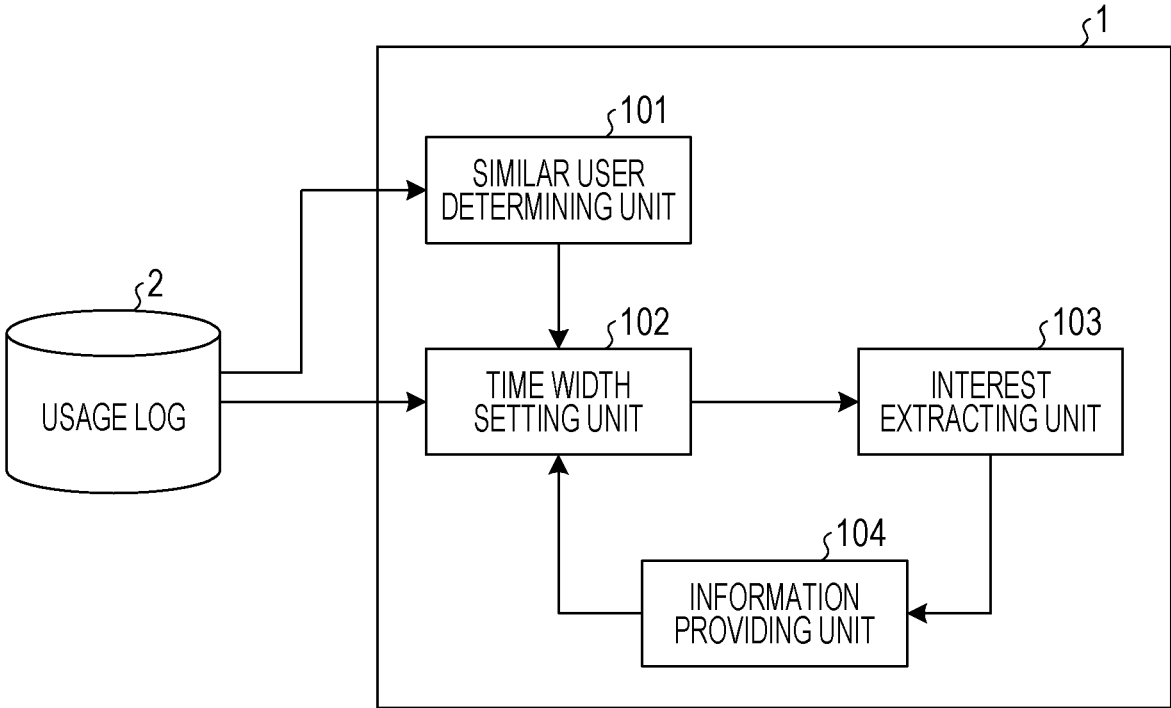 1
101
SIMILAR USER
DETERMINING UNIT
2
USAGE LOG
102
TIME WIDTH
SETTING UNIT
103
INTEREST
EXTRACTING UNIT
104
INFORMATION
PROVIDING UNIT